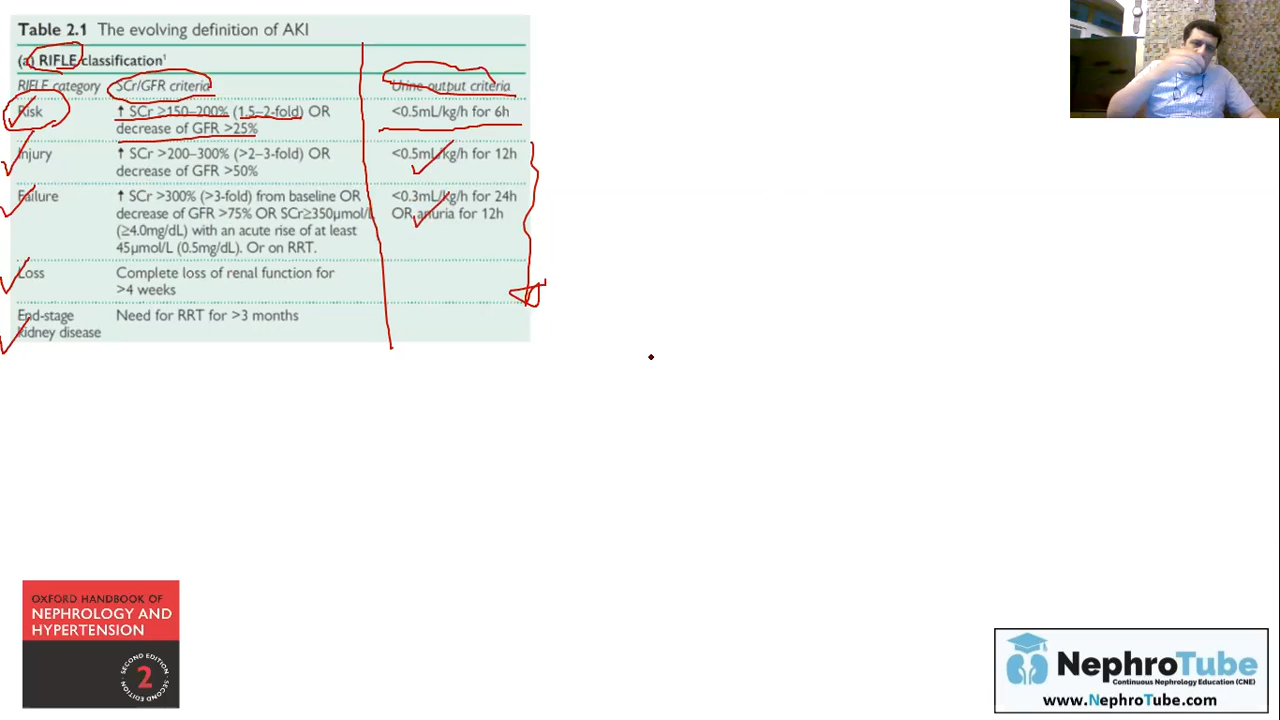 Table 2.1 The evolving definition of AKI
(a) RIFLE classification¹
RIFLE category SCr/GFR criteria Urine output criteria
Risk ↑ SCr ≥150–200% (1.5–2-fold) OR <0.5mL/kg/h for 6h
decrease of GFR >25%
Injury ↑ SCr >200–300% (>2–3-fold) OR <0.5mL/kg/h for 12h
decrease of GFR >50%
Failure ↑ SCr >300% (>3-fold) from baseline OR <0.3mL/kg/h for 24h
decrease of GFR >75% OR SCr≥350μmol/L OR anuria for 12h
(≥4.0mg/dL) with an acute rise of at least
45μmol/L (0.5mg/dL). Or on RRT.
Loss Complete loss of renal function for
>4 weeks
End-stage Need for RRT for >3 months
kidney disease
OXFORD HANDBOOK OF
NEPHROLOGY AND
HYPERTENSION
SECOND EDITION · SECOND EDITION ·
2
NephroTube
Continuous Nephrology Education (CNE)
www.NephroTube.com